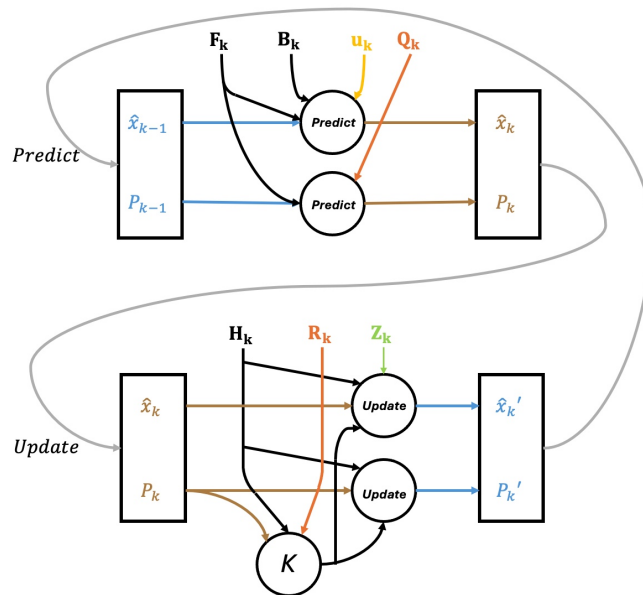 F_k B_k u_k Q_k
x̂_{k−1} Predict x̂_k
Predict
P_{k−1} Predict P_k
H_k R_k Z_k
x̂_k Update x̂_k′
Update
P_k Update P_k′
K